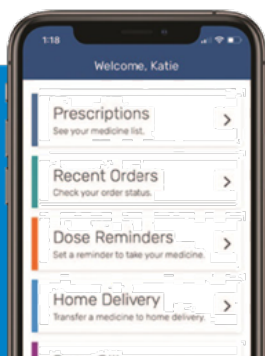 1:18
Welcome, Katie
Prescriptions
See your medicine list.
Recent Orders
Check your order status.
Dose Reminders
Set a reminder to take your medicine.
Home Delivery
Transfer a medicine to home delivery.